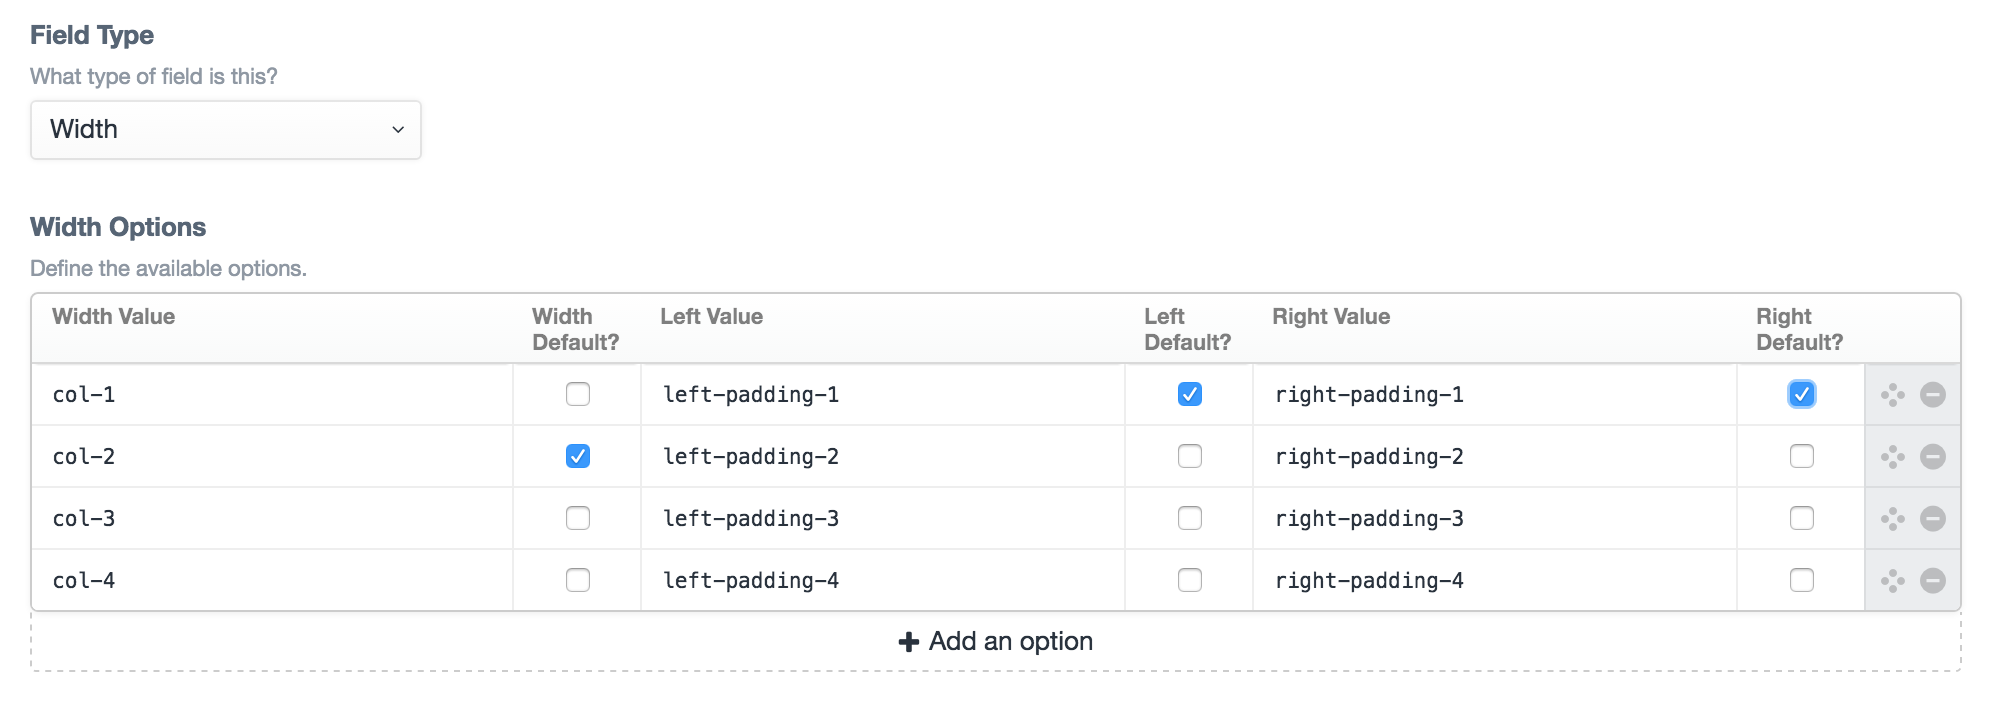 Field Type
What type of field is this?
Width
Width Options
Define the available options.
Width Value Width Default? Left Value Left Default? Right Value Right Default?
col-1 left-padding-1 right-padding-1
col-2 left-padding-2 right-padding-2
col-3 left-padding-3 right-padding-3
col-4 left-padding-4 right-padding-4
Add an option